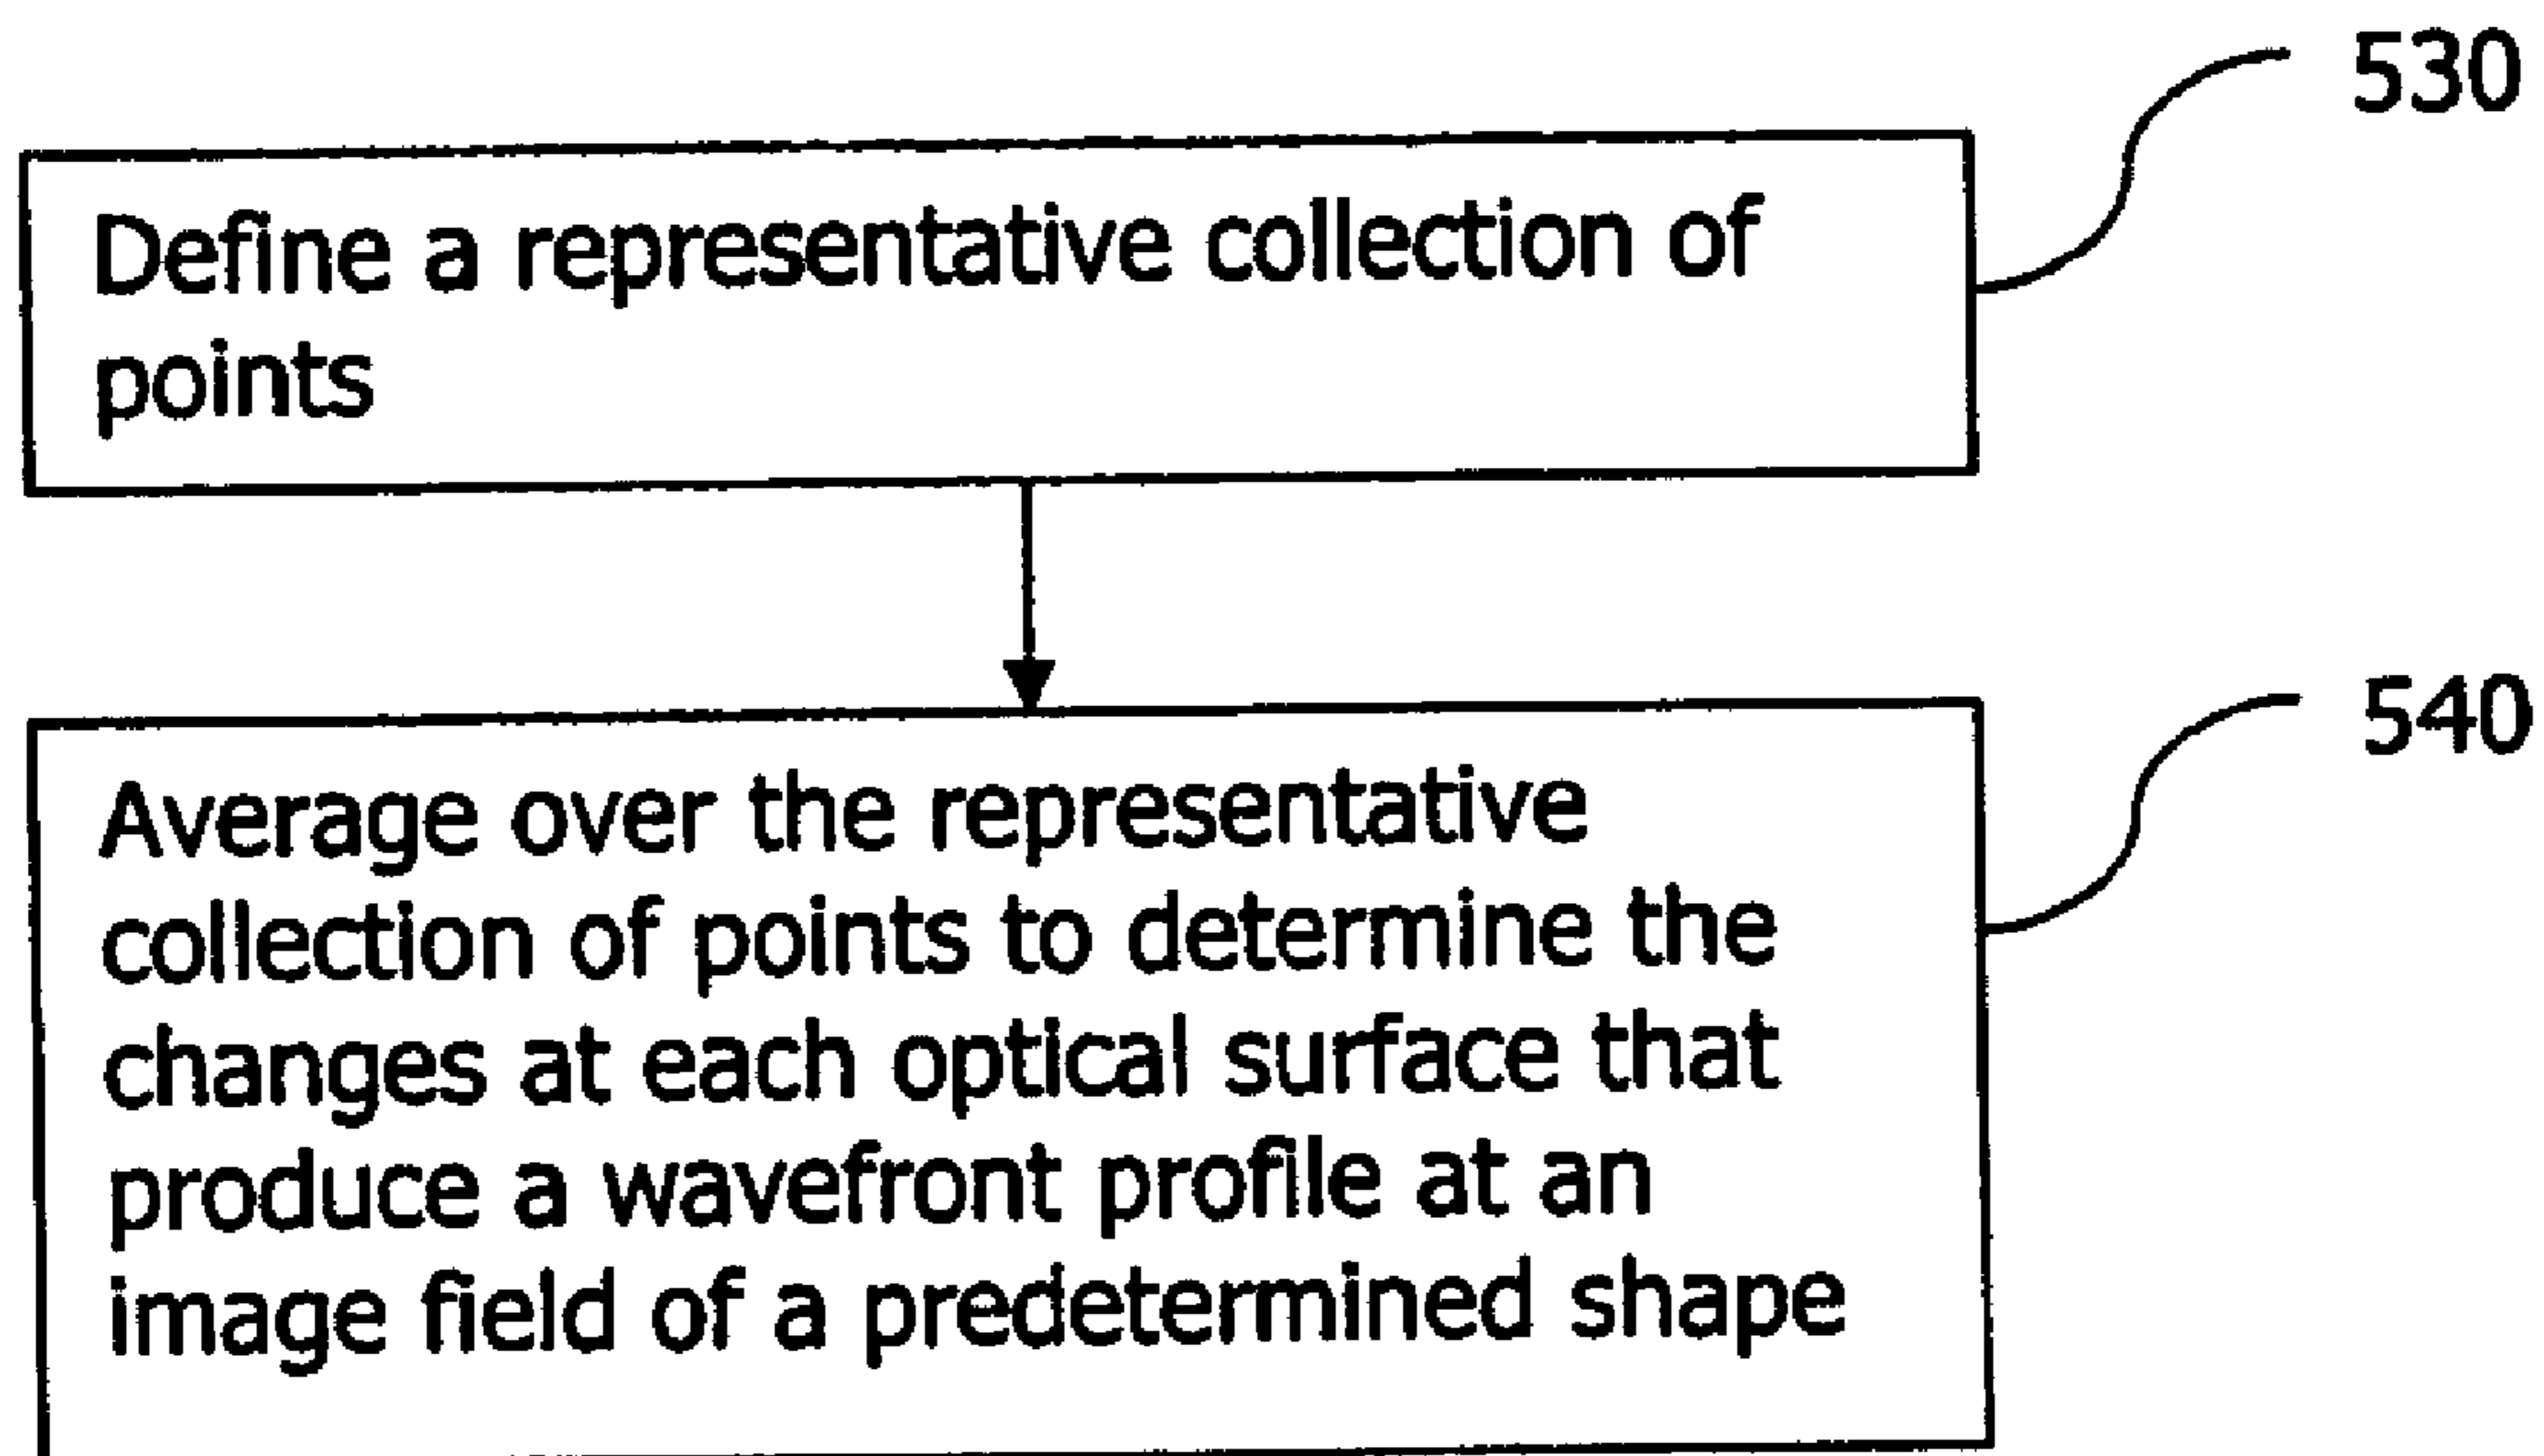 530
Define a representative collection of
points
540
Average over the representative
collection of points to determine the
changes at each optical surface that
produce a wavefront profile at an
image field of a predetermined shape